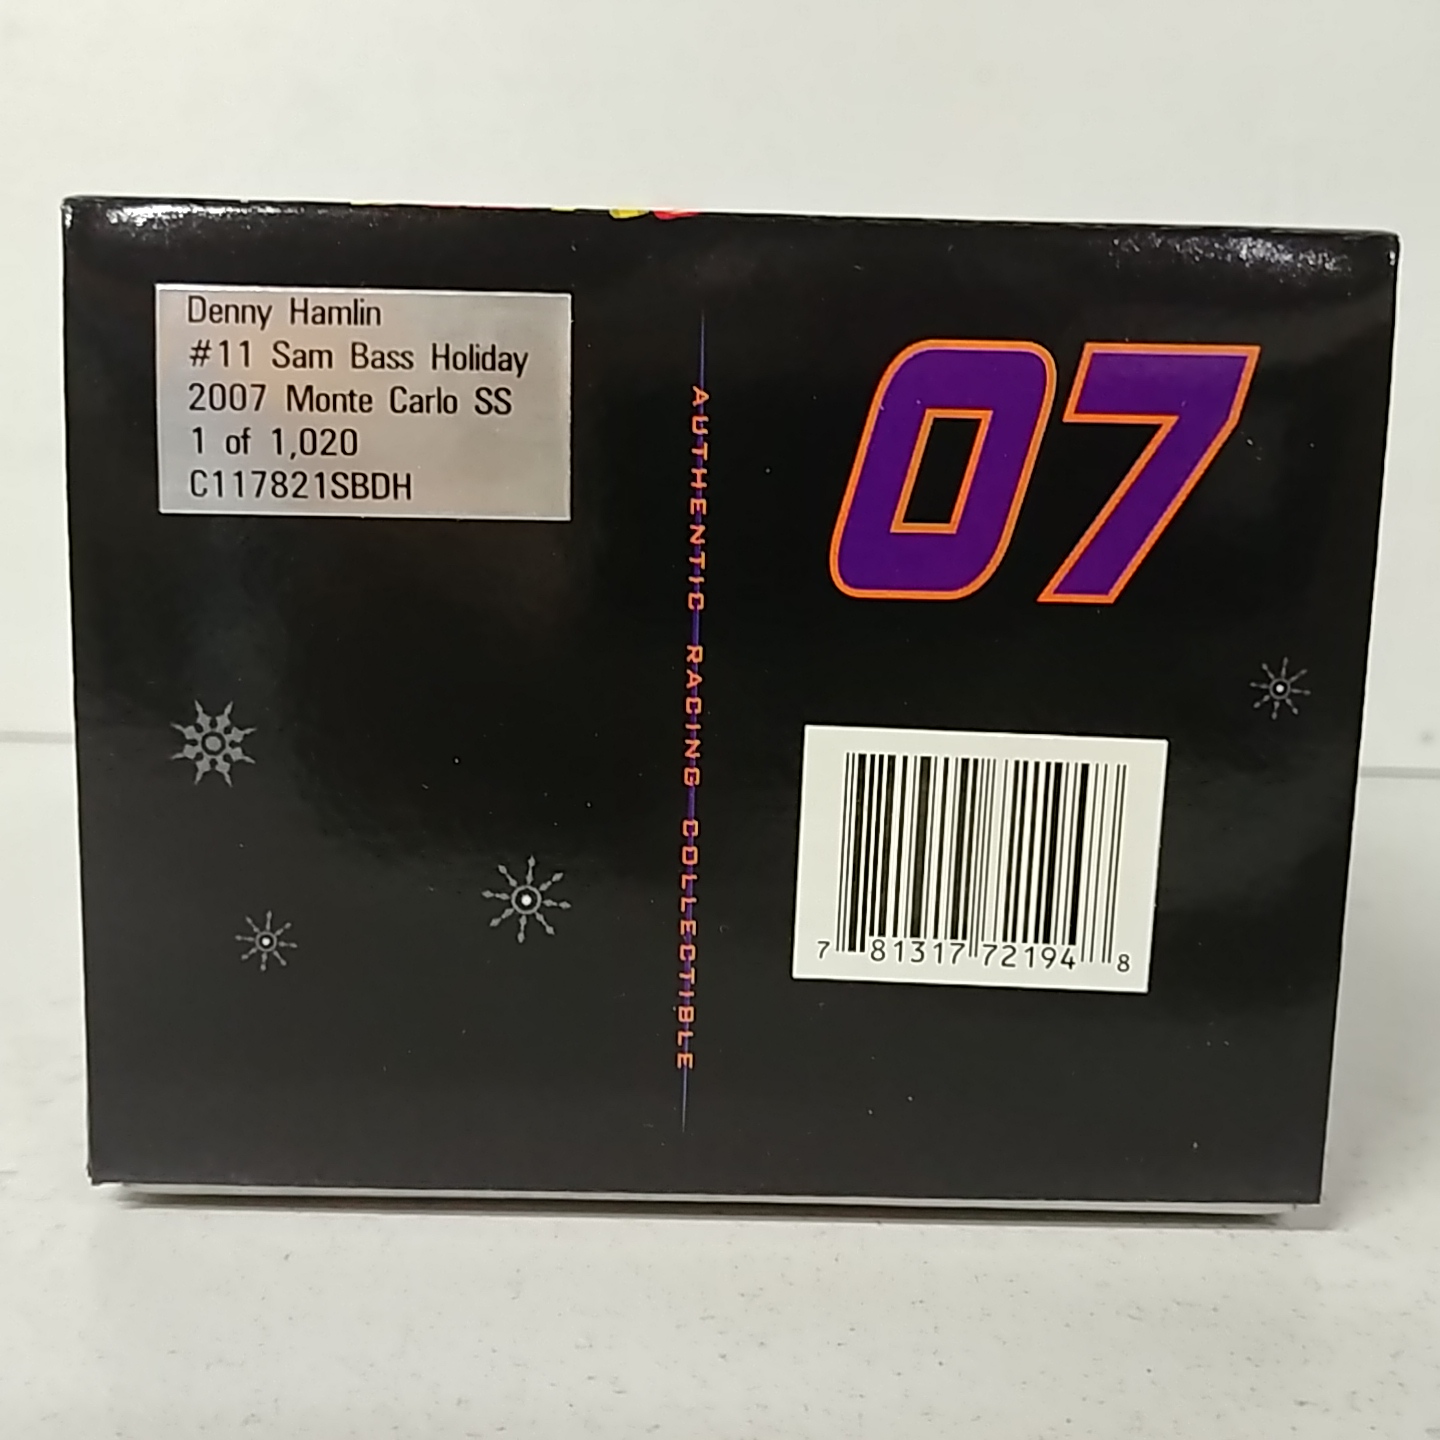 Denny Hamlin
#11 Sam Bass Holiday
2007 Monte Carlo SS
1 of 1,020
C117821SBDH
AUTHENTIC RACING COLLECTIBLE
07
7 81317 72194 8